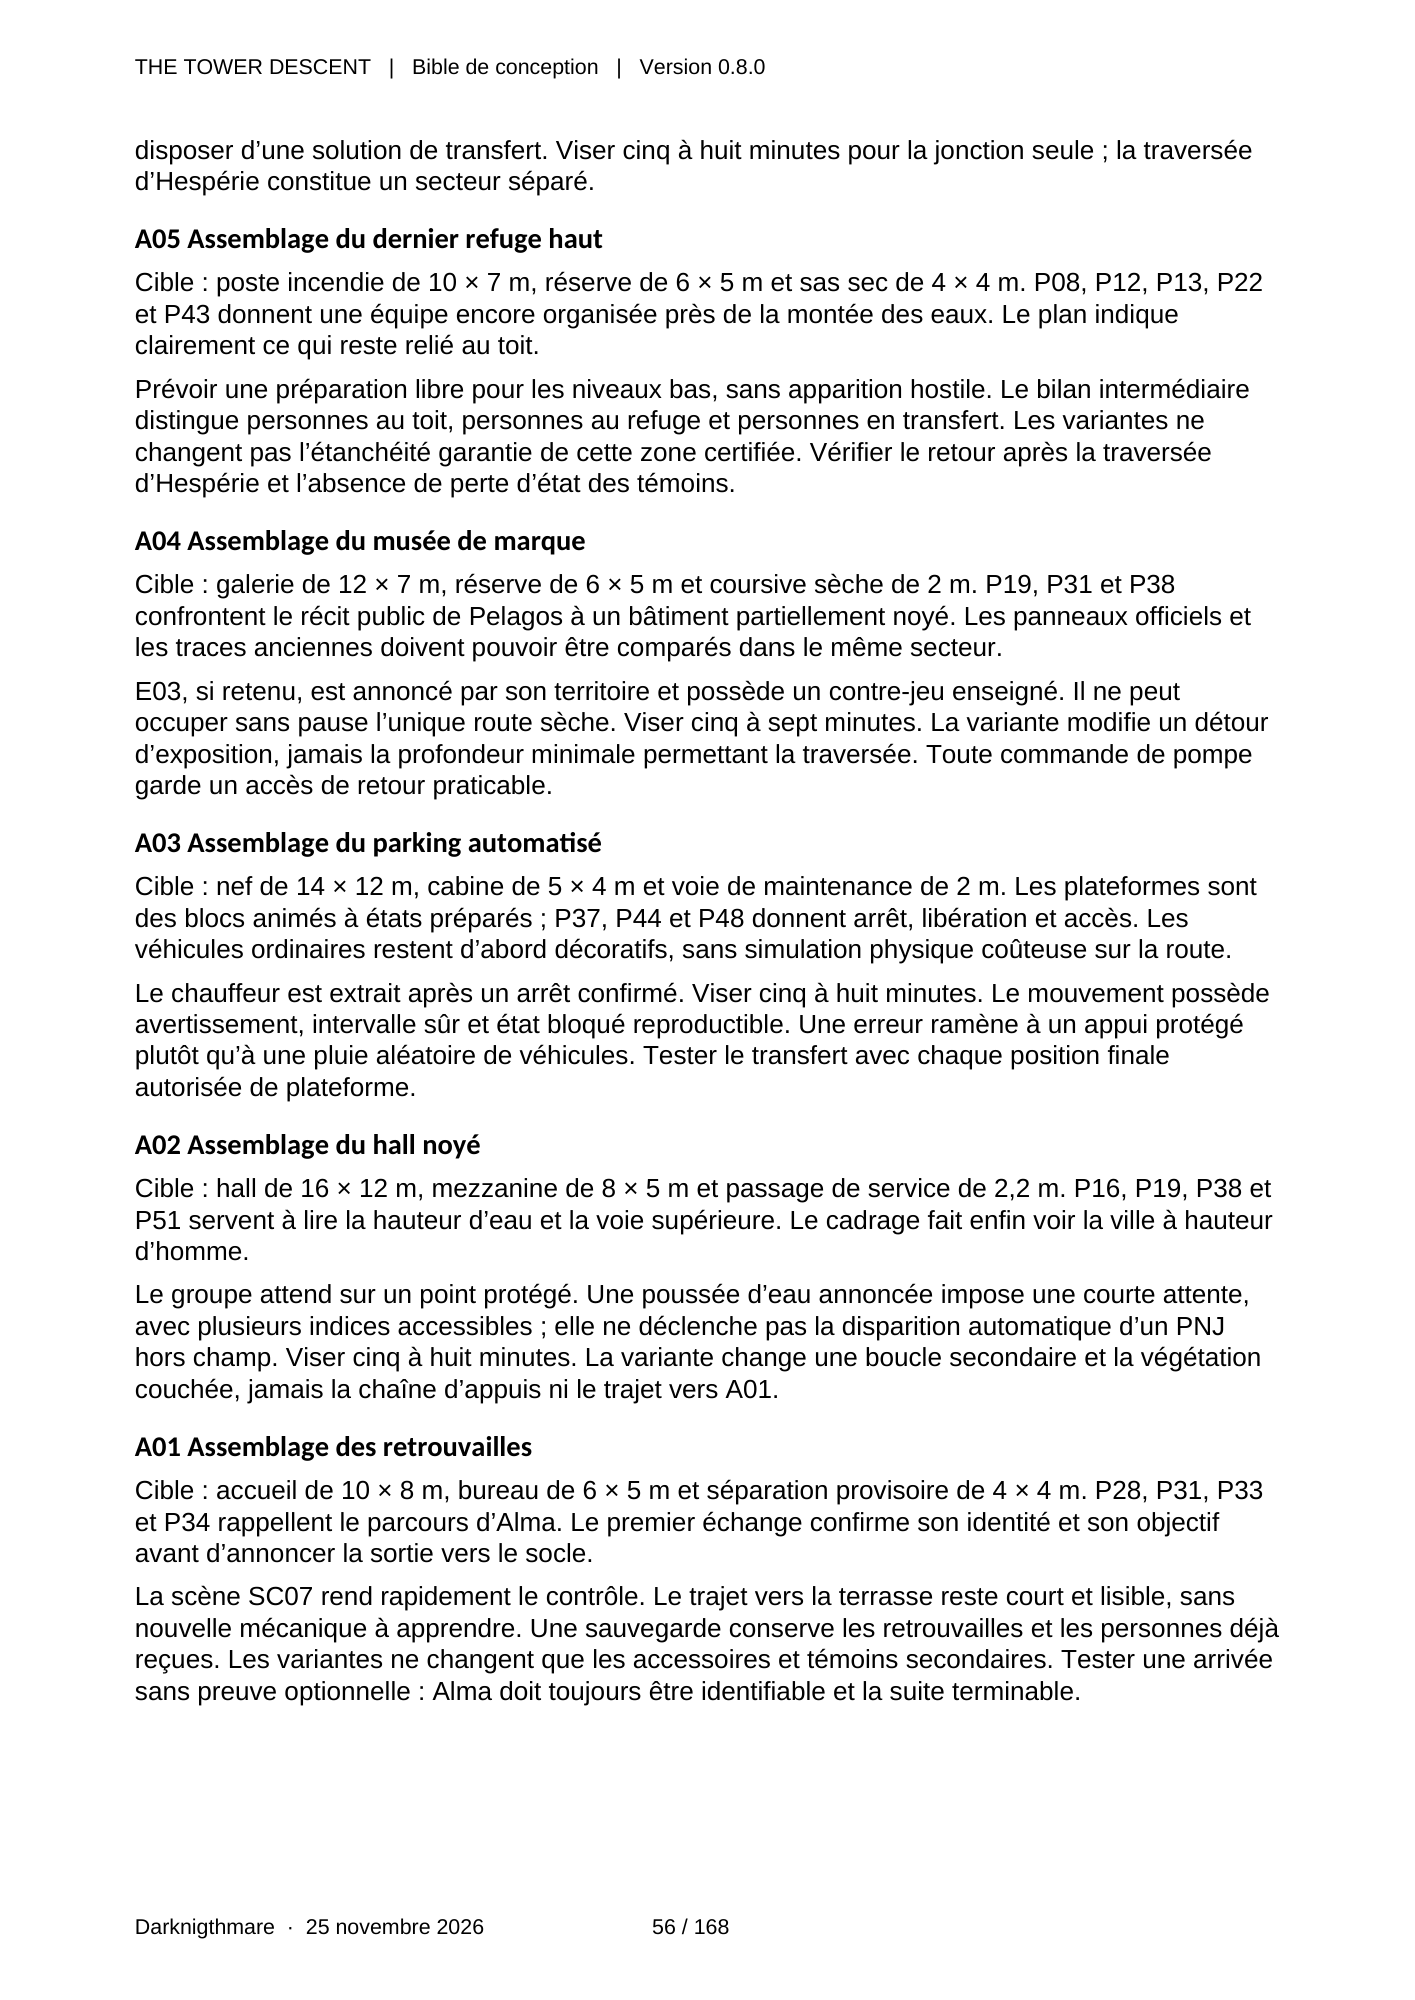 THE TOWER DESCENT | Bible de conception | Version 0.8.0
disposer d’une solution de transfert. Viser cinq à huit minutes pour la jonction seule ; la traversée
d’Hespérie constitue un secteur séparé.
A05 Assemblage du dernier refuge haut
Cible : poste incendie de 10 × 7 m, réserve de 6 × 5 m et sas sec de 4 × 4 m. P08, P12, P13, P22
et P43 donnent une équipe encore organisée près de la montée des eaux. Le plan indique
clairement ce qui reste relié au toit.
Prévoir une préparation libre pour les niveaux bas, sans apparition hostile. Le bilan intermédiaire
distingue personnes au toit, personnes au refuge et personnes en transfert. Les variantes ne
changent pas l’étanchéité garantie de cette zone certifiée. Vérifier le retour après la traversée
d’Hespérie et l’absence de perte d’état des témoins.
A04 Assemblage du musée de marque
Cible : galerie de 12 × 7 m, réserve de 6 × 5 m et coursive sèche de 2 m. P19, P31 et P38
confrontent le récit public de Pelagos à un bâtiment partiellement noyé. Les panneaux officiels et
les traces anciennes doivent pouvoir être comparés dans le même secteur.
E03, si retenu, est annoncé par son territoire et possède un contre-jeu enseigné. Il ne peut
occuper sans pause l’unique route sèche. Viser cinq à sept minutes. La variante modifie un détour
d’exposition, jamais la profondeur minimale permettant la traversée. Toute commande de pompe
garde un accès de retour praticable.
A03 Assemblage du parking automatisé
Cible : nef de 14 × 12 m, cabine de 5 × 4 m et voie de maintenance de 2 m. Les plateformes sont
des blocs animés à états préparés ; P37, P44 et P48 donnent arrêt, libération et accès. Les
véhicules ordinaires restent d’abord décoratifs, sans simulation physique coûteuse sur la route.
Le chauffeur est extrait après un arrêt confirmé. Viser cinq à huit minutes. Le mouvement possède
avertissement, intervalle sûr et état bloqué reproductible. Une erreur ramène à un appui protégé
plutôt qu’à une pluie aléatoire de véhicules. Tester le transfert avec chaque position finale
autorisée de plateforme.
A02 Assemblage du hall noyé
Cible : hall de 16 × 12 m, mezzanine de 8 × 5 m et passage de service de 2,2 m. P16, P19, P38 et
P51 servent à lire la hauteur d’eau et la voie supérieure. Le cadrage fait enfin voir la ville à hauteur
d’homme.
Le groupe attend sur un point protégé. Une poussée d’eau annoncée impose une courte attente,
avec plusieurs indices accessibles ; elle ne déclenche pas la disparition automatique d’un PNJ
hors champ. Viser cinq à huit minutes. La variante change une boucle secondaire et la végétation
couchée, jamais la chaîne d’appuis ni le trajet vers A01.
A01 Assemblage des retrouvailles
Cible : accueil de 10 × 8 m, bureau de 6 × 5 m et séparation provisoire de 4 × 4 m. P28, P31, P33
et P34 rappellent le parcours d’Alma. Le premier échange confirme son identité et son objectif
avant d’annoncer la sortie vers le socle.
La scène SC07 rend rapidement le contrôle. Le trajet vers la terrasse reste court et lisible, sans
nouvelle mécanique à apprendre. Une sauvegarde conserve les retrouvailles et les personnes déjà
reçues. Les variantes ne changent que les accessoires et témoins secondaires. Tester une arrivée
sans preuve optionnelle : Alma doit toujours être identifiable et la suite terminable.
Darknigthmare · 25 novembre 2026 56 / 168